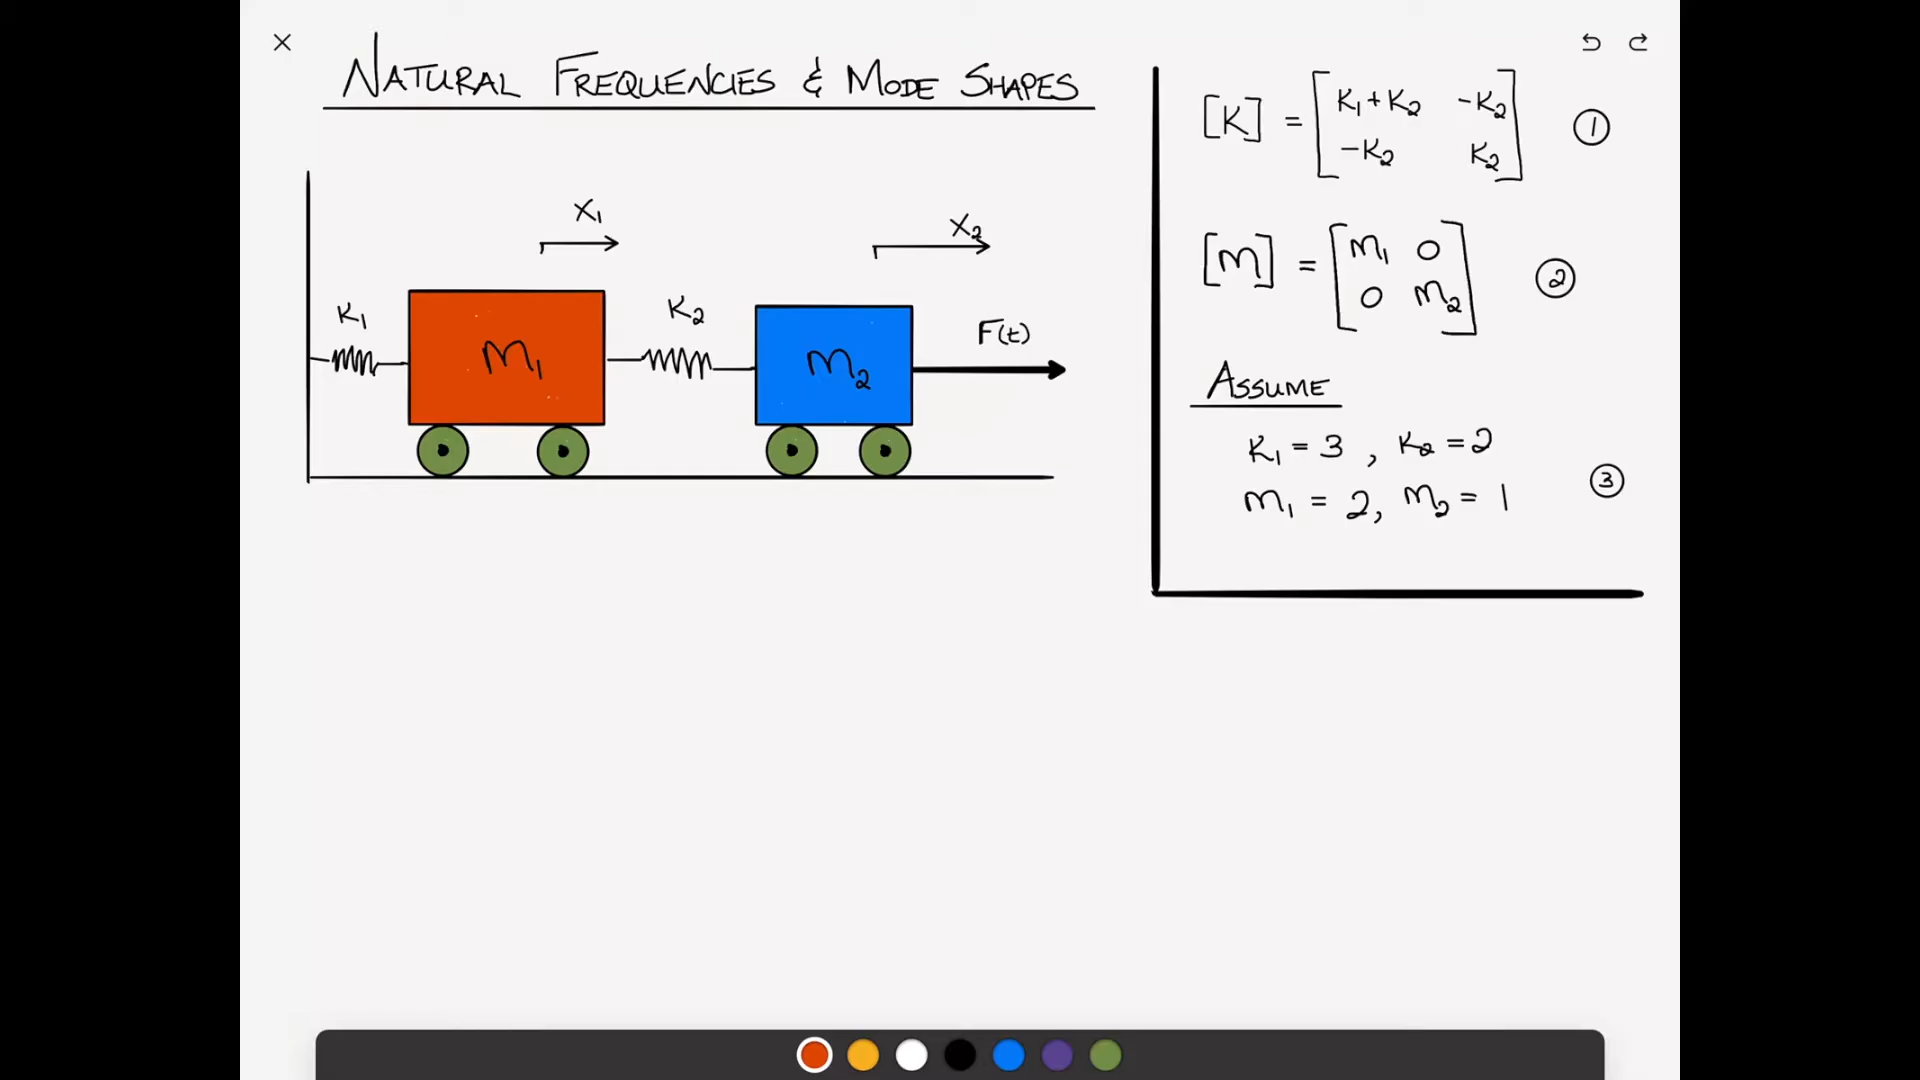 NATURAL FREQUENCIES & MODE SHAPES
X₁
X₂
K₁
M₁
K₂
M₂
F(t)
[K] = [K₁+K₂ -K₂
-K₂ K₂] ①
[M] = [M₁ 0
0 M₂] ②
ASSUME
K₁ = 3 , K₂ = 2
M₁ = 2, M₂ = 1 ③